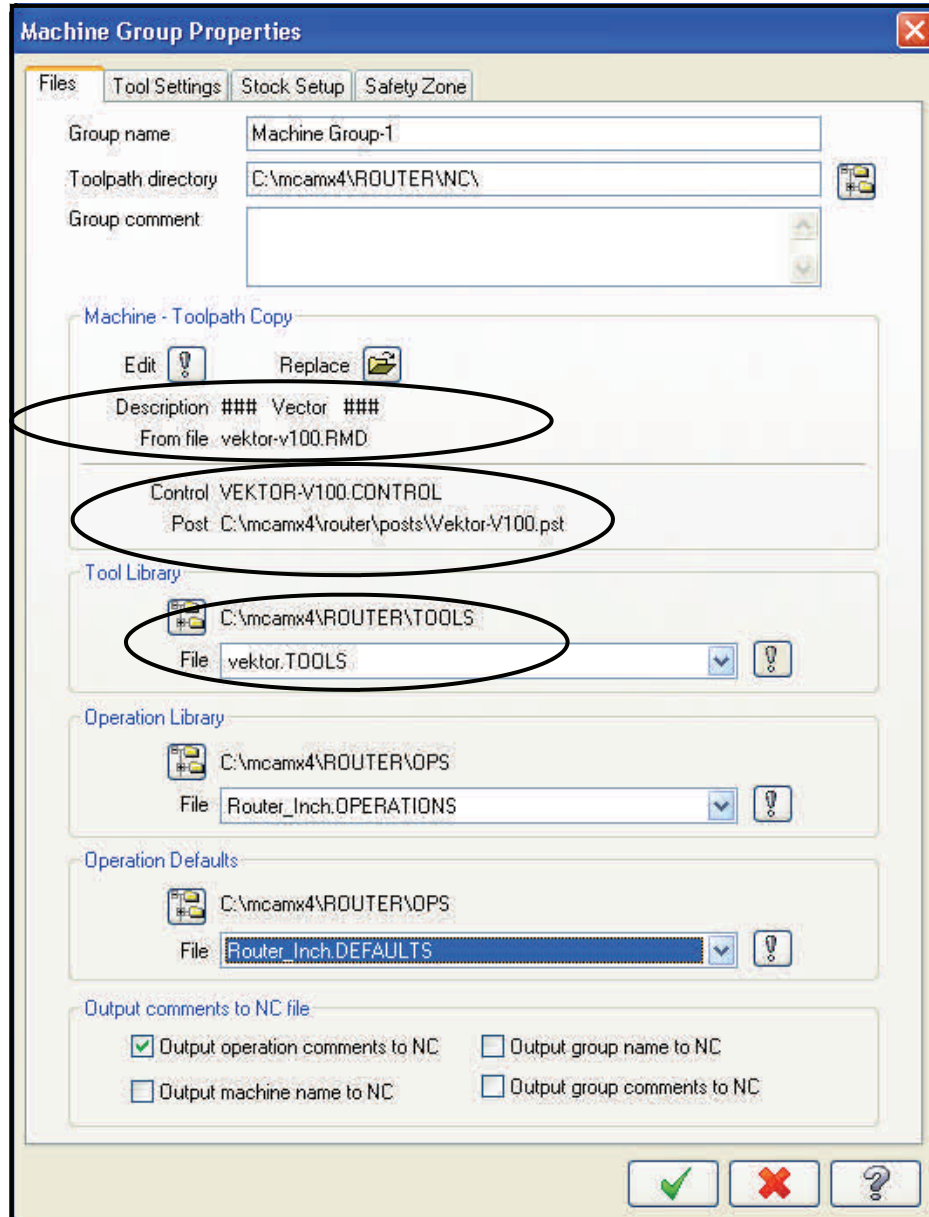 Machine Group Properties
Files Tool Settings Stock Setup Safety Zone
Group name Machine Group-1
Toolpath directory C:\mcamx4\ROUTER\NC\
Group comment
Machine - Toolpath Copy
Edit Replace
Description ### Vector ###
From file vektor-v100.RMD
Control VEKTOR-V100.CONTROL
Post C:\mcamx4\router\posts\Vektor-V100.pst
Tool Library
C:\mcamx4\ROUTER\TOOLS
File vektor.TOOLS
Operation Library
C:\mcamx4\ROUTER\OPS
File Router_Inch.OPERATIONS
Operation Defaults
C:\mcamx4\ROUTER\OPS
File Router_Inch.DEFAULTS
Output comments to NC file
Output operation comments to NC Output group name to NC
Output machine name to NC Output group comments to NC